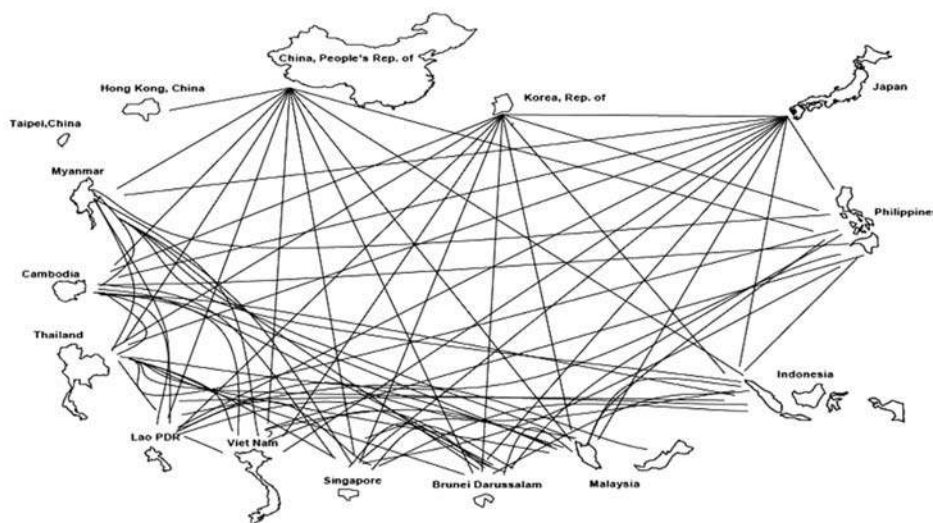 China, People's Rep. of
Hong Kong, China
Korea, Rep. of
Japan
Taipei,China
Myanmar
Philippines
Cambodia
Thailand
Indonesia
Lao PDR
Viet Nam
Singapore
Brunei Darussalam
Malaysia